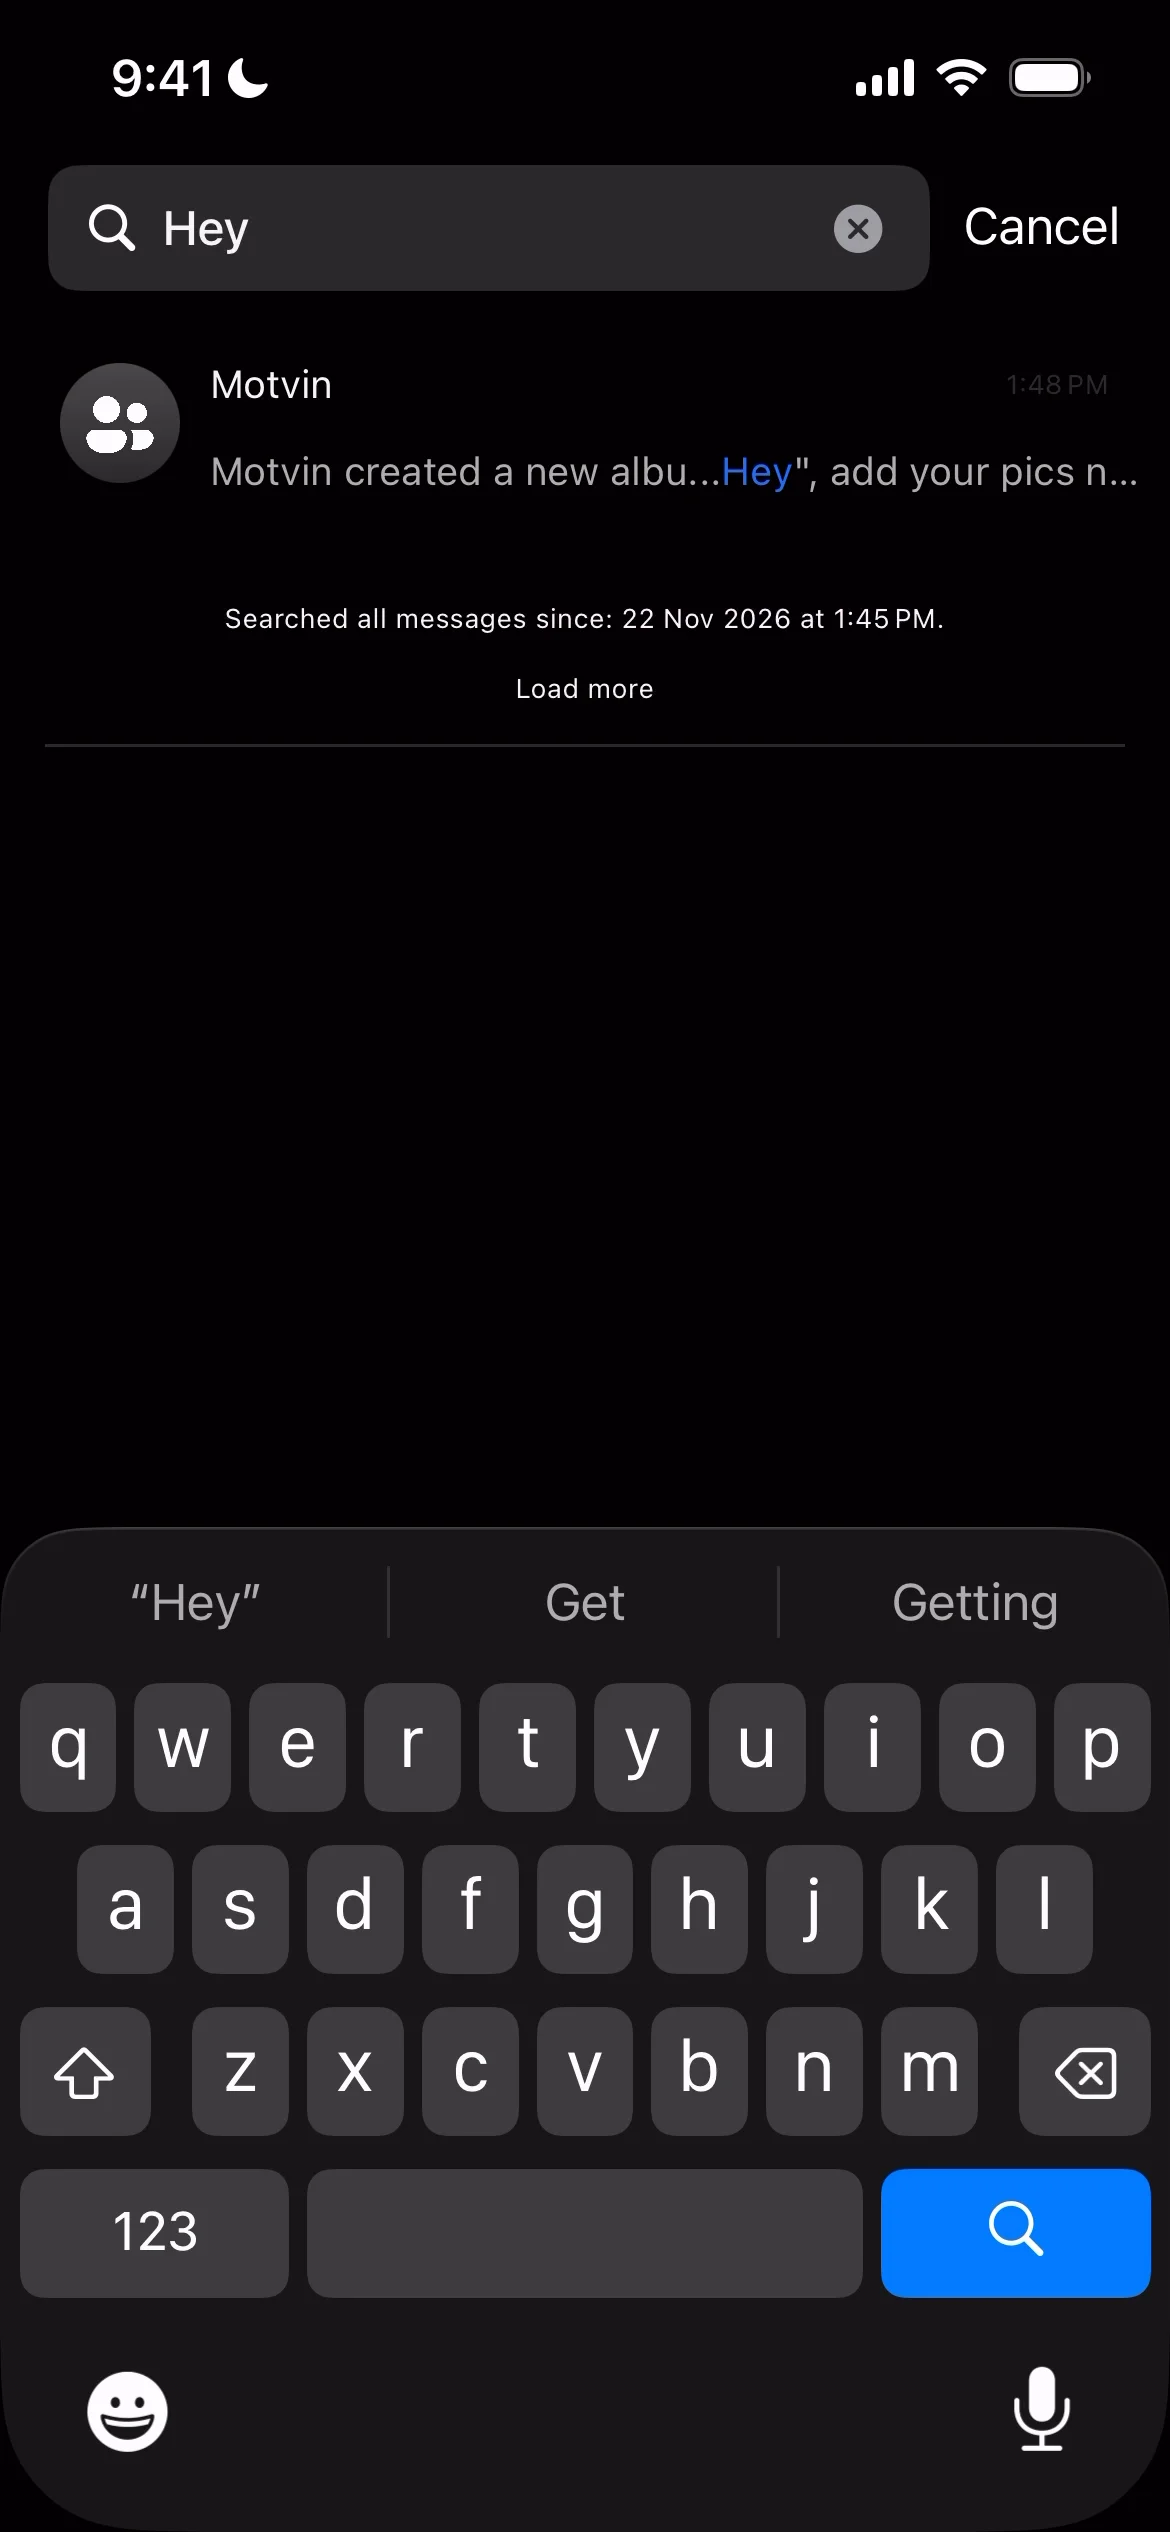 9:41
Hey
Cancel
Motvin
1:48 PM
Motvin created a new albu...Hey", add your pics n...
Searched all messages since: 22 Nov 2026 at 1:45 PM.
Load more
“Hey”
Get
Getting
q w e r t y u i o p
a s d f g h j k l
z x c v b n m
123